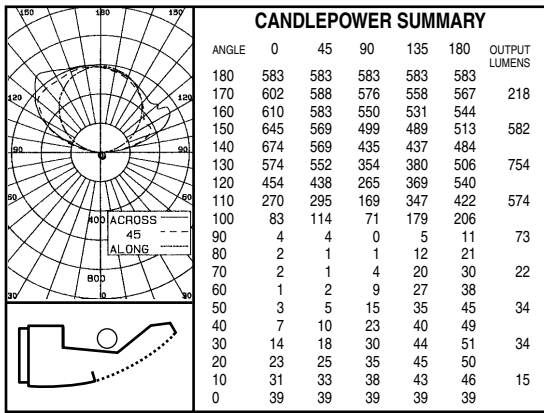 CANDLEPOWER SUMMARY
ANGLE 0 45 90 135 180 OUTPUT LUMENS
180 583 583 583 583 583
170 602 588 576 558 567 218
160 610 583 550 531 544
150 645 569 499 489 513 582
140 674 569 435 437 484
130 574 552 354 380 506 754
120 454 438 265 369 540
110 270 295 169 347 422 574
100 83 114 71 179 206
90 4 4 0 5 11 73
80 2 1 1 12 21
70 2 1 4 20 30 22
60 1 2 9 27 38
50 3 5 15 35 45 34
40 7 10 23 40 49
30 14 18 30 44 51 34
20 23 25 35 45 50
10 31 33 38 43 46 15
0 39 39 39 39 39
150 180 150
120 120
90 90
60 60
400 ACROSS
45
ALONG
800
30 0 30